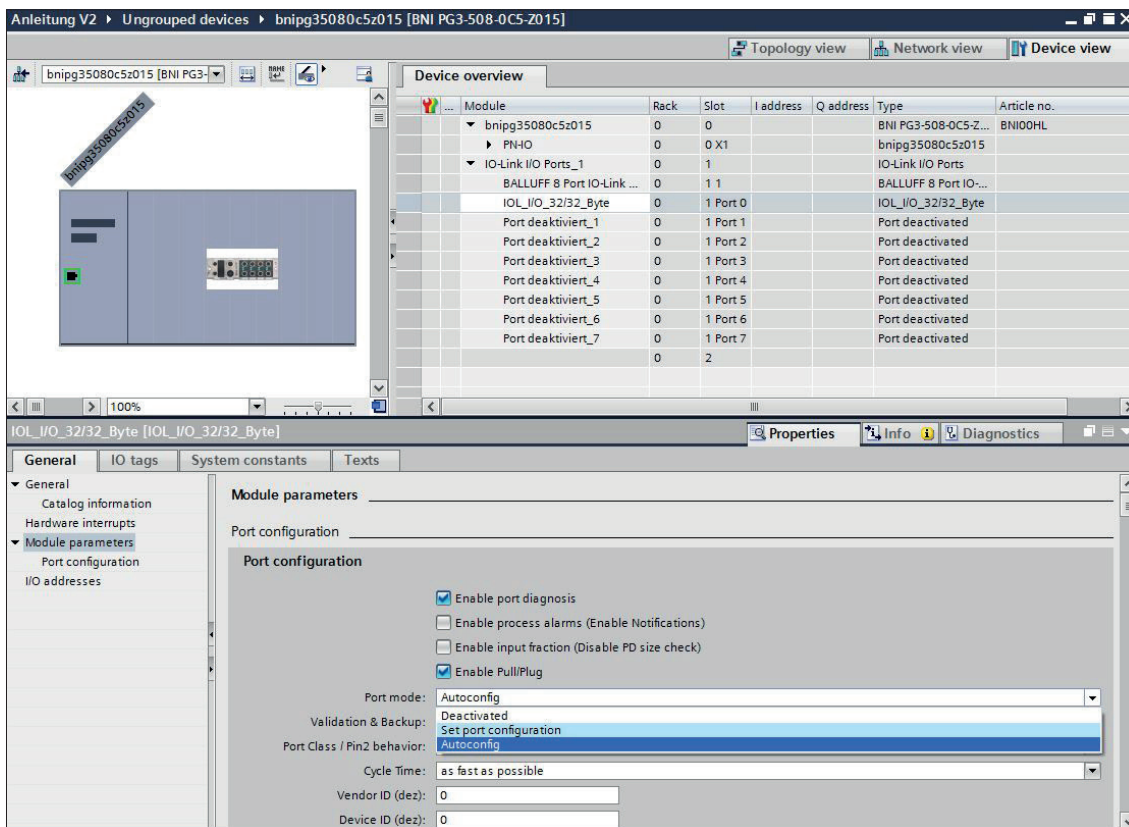 Anleitung V2 ▸ Ungrouped devices ▸ bnipg35080c5z015 [BNI PG3-508-0C5-Z015]
Topology view Network view Device view
bnipg35080c5z015 [BNI PG3- Device overview
bnipg35080c5z015
... Module Rack Slot I address Q address Type Article no.
bnipg35080c5z015 0 0 BNI PG3-508-0C5-Z... BNI00HL
PN-IO 0 0 X1 bnipg35080c5z015
IO-Link I/O Ports_1 0 1 IO-Link I/O Ports
BALLUFF 8 Port IO-Link ... 0 1 1 BALLUFF 8 Port IO-...
IOL_I/O_32/32_Byte 0 1 Port 0 IOL_I/O_32/32_Byte
Port deaktiviert_1 0 1 Port 1 Port deactivated
Port deaktiviert_2 0 1 Port 2 Port deactivated
Port deaktiviert_3 0 1 Port 3 Port deactivated
Port deaktiviert_4 0 1 Port 4 Port deactivated
Port deaktiviert_5 0 1 Port 5 Port deactivated
Port deaktiviert_6 0 1 Port 6 Port deactivated
Port deaktiviert_7 0 1 Port 7 Port deactivated
0 2
100%
IOL_I/O_32/32_Byte [IOL_I/O_32/32_Byte] Properties Info Diagnostics
General IO tags System constants Texts
General
Catalog information
Hardware interrupts
Module parameters
Port configuration
I/O addresses
Module parameters
Port configuration
Port configuration
Enable port diagnosis
Enable process alarms (Enable Notifications)
Enable input fraction (Disable PD size check)
Enable Pull/Plug
Port mode: Autoconfig
Validation & Backup: Deactivated
Set port configuration
Port Class / Pin2 behavior: Autoconfig
Cycle Time: as fast as possible
Vendor ID (dez): 0
Device ID (dez): 0